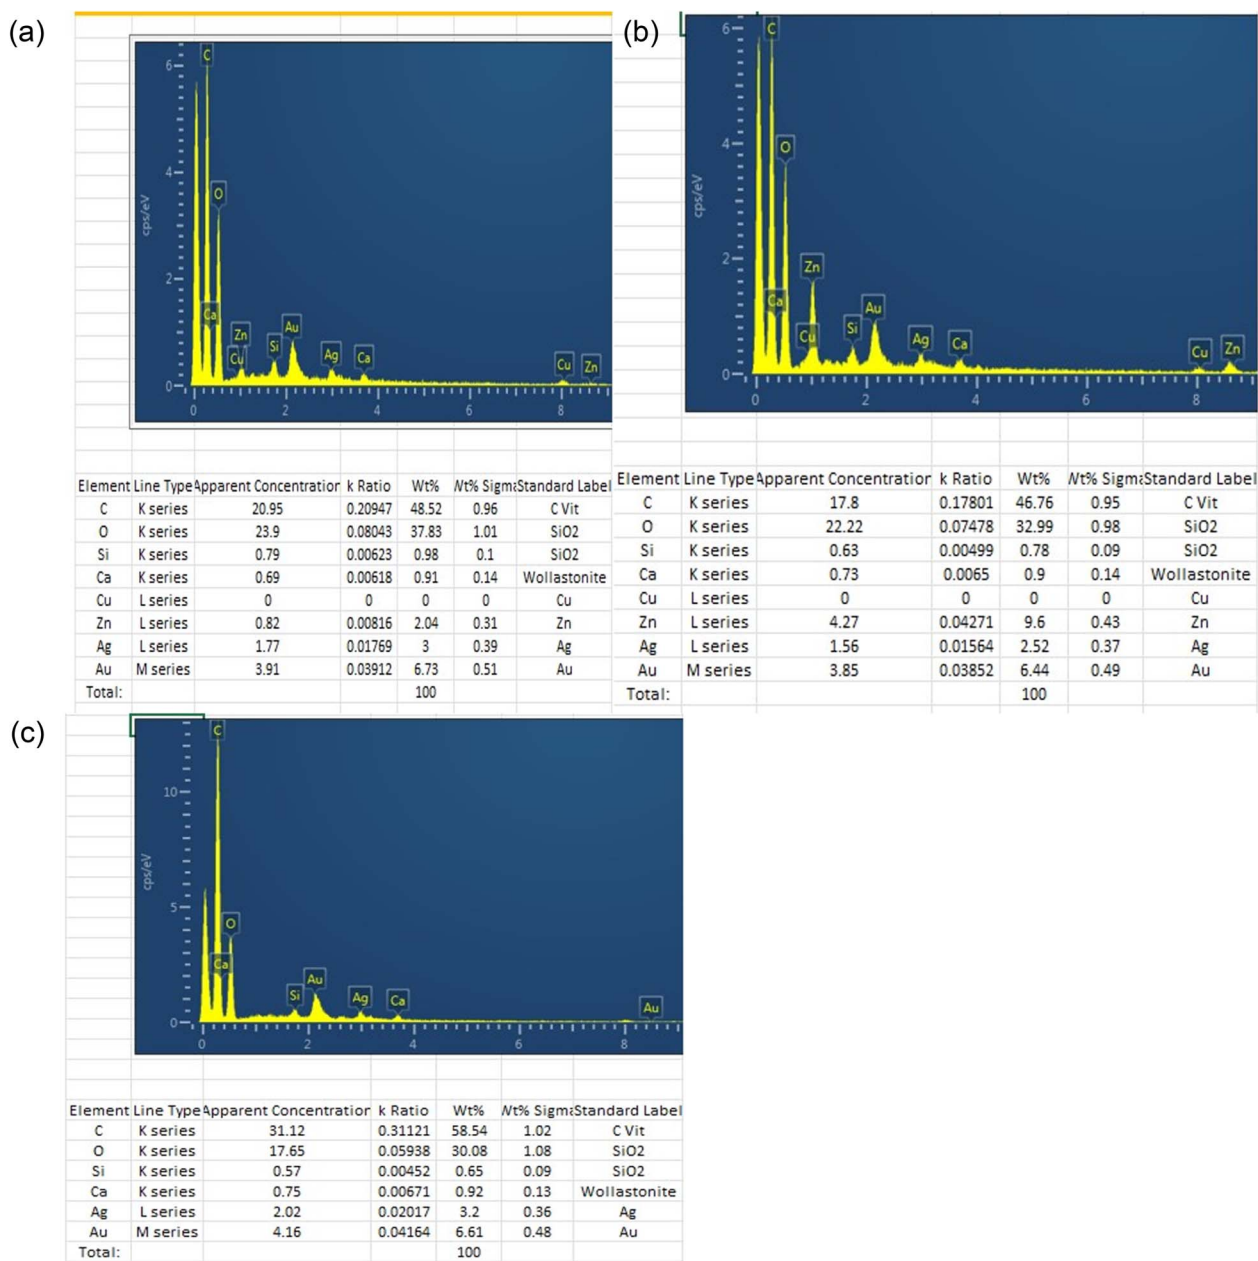 (a)
cps/eV
6
4
2
0
C
O
Ca
Zn
Cu
Si
Au
Ag
Ca
Cu
Zn
0 2 4 6 8
Element Line Type Apparent Concentration k Ratio Wt% Wt% Sigma Standard Label
C K series 20.95 0.20947 48.52 0.96 C Vit
O K series 23.9 0.08043 37.83 1.01 SiO2
Si K series 0.79 0.00623 0.98 0.1 SiO2
Ca K series 0.69 0.00618 0.91 0.14 Wollastonite
Cu L series 0 0 0 0 Cu
Zn L series 0.82 0.00816 2.04 0.31 Zn
Ag L series 1.77 0.01769 3 0.39 Ag
Au M series 3.91 0.03912 6.73 0.51 Au
Total: 100
(b)
cps/eV
6
4
2
0
C
O
Zn
Ca
Cu
Si
Au
Ag
Ca
Cu
Zn
0 2 4 6 8
Element Line Type Apparent Concentration k Ratio Wt% Wt% Sigma Standard Label
C K series 17.8 0.17801 46.76 0.95 C Vit
O K series 22.22 0.07478 32.99 0.98 SiO2
Si K series 0.63 0.00499 0.78 0.09 SiO2
Ca K series 0.73 0.0065 0.9 0.14 Wollastonite
Cu L series 0 0 0 0 Cu
Zn L series 4.27 0.04271 9.6 0.43 Zn
Ag L series 1.56 0.01564 2.52 0.37 Ag
Au M series 3.85 0.03852 6.44 0.49 Au
Total: 100
(c)
cps/eV
10
5
0
C
O
Ca
Si
Au
Ag
Ca
Au
0 2 4 6 8
Element Line Type Apparent Concentration k Ratio Wt% Wt% Sigma Standard Label
C K series 31.12 0.31121 58.54 1.02 C Vit
O K series 17.65 0.05938 30.08 1.08 SiO2
Si K series 0.57 0.00452 0.65 0.09 SiO2
Ca K series 0.75 0.00671 0.92 0.13 Wollastonite
Ag L series 2.02 0.02017 3.2 0.36 Ag
Au M series 4.16 0.04164 6.61 0.48 Au
Total: 100